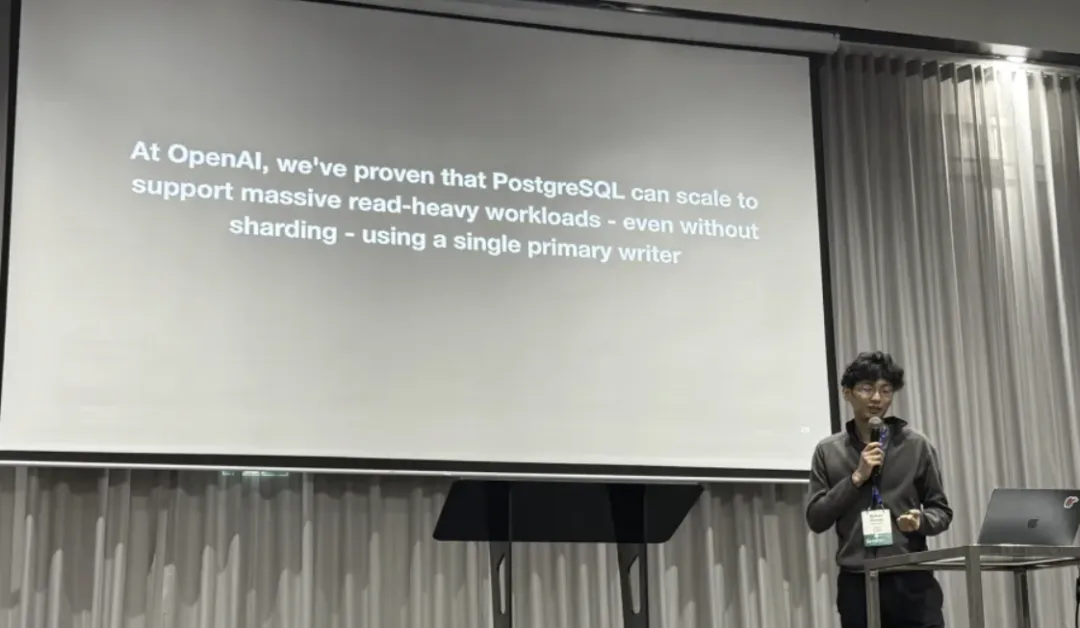 At OpenAI, we've proven that PostgreSQL can scale to
support massive read-heavy workloads - even without
sharding - using a single primary writer